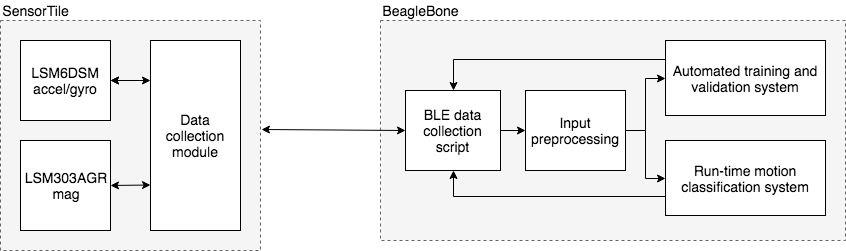 SensorTile
LSM6DSM
accel/gyro
LSM303AGR
mag
Data
collection
module
BeagleBone
BLE data
collection
script
Input
preprocessing
Automated training and
validation system
Run-time motion
classification system